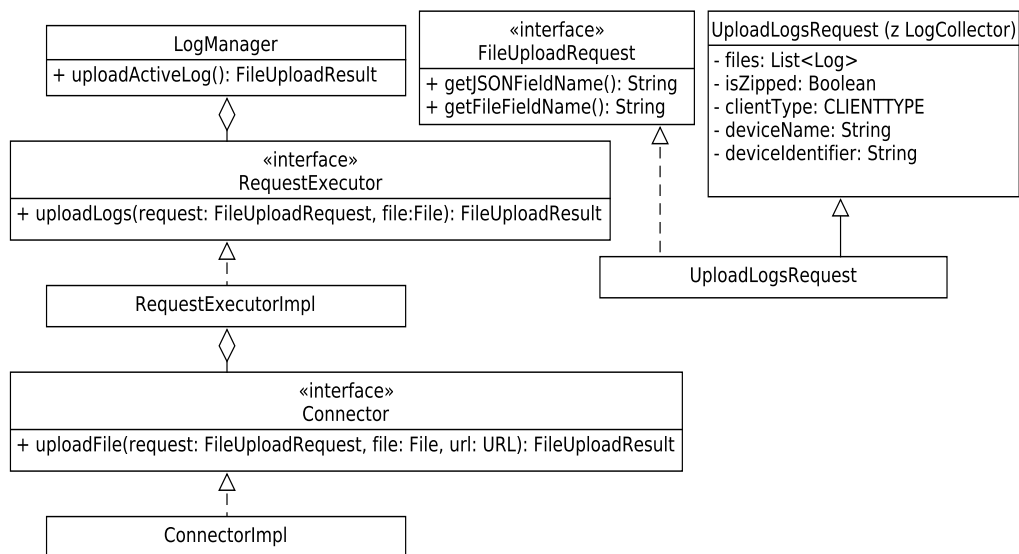 LogManager
+ uploadActiveLog(): FileUploadResult
«interface»
FileUploadRequest
+ getJSONFieldName(): String
+ getFileFieldName(): String
UploadLogsRequest (z LogCollector)
- files: List<Log>
- isZipped: Boolean
- clientType: CLIENTTYPE
- deviceName: String
- deviceIdentifier: String
«interface»
RequestExecutor
+ uploadLogs(request: FileUploadRequest, file:File): FileUploadResult
UploadLogsRequest
RequestExecutorImpl
«interface»
Connector
+ uploadFile(request: FileUploadRequest, file: File, url: URL): FileUploadResult
ConnectorImpl